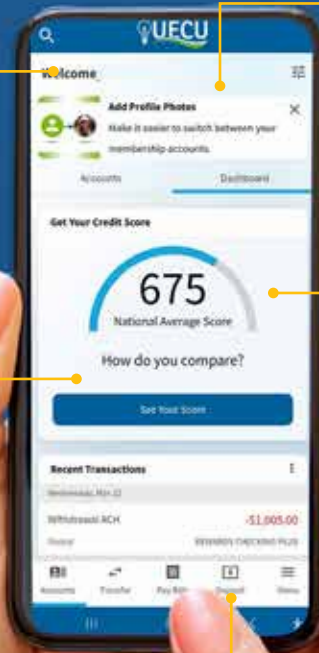 UECU
Welcome
Add Profile Photos
Make it easier to switch between your
membership accounts.
Accounts
Dashboard
Get Your Credit Score
675
National Average Score
How do you compare?
See Your Score
Recent Transactions
Withdrawal ACH
-$1,005.00
REWARDS CHECKING PLUS
Accounts
Transfer
Pay Bills
Deposit
Menu